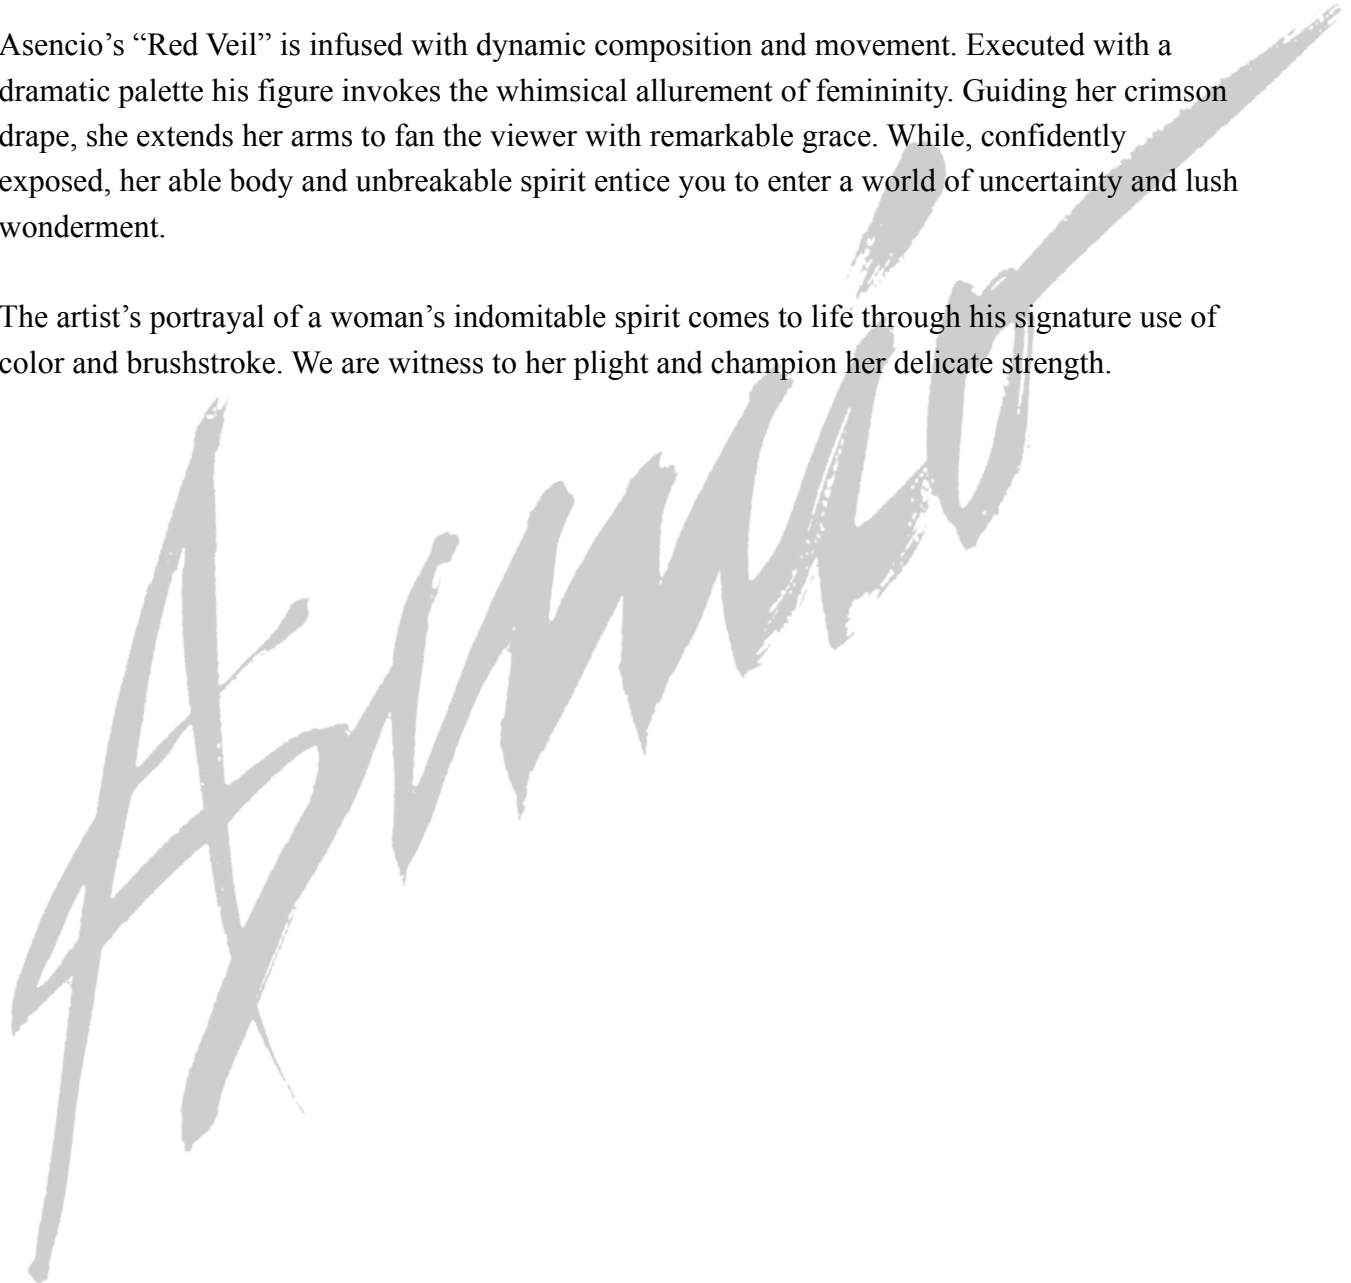 Asencio’s “Red Veil” is infused with dynamic composition and movement. Executed with a
dramatic palette his figure invokes the whimsical allurement of femininity. Guiding her crimson
drape, she extends her arms to fan the viewer with remarkable grace. While, confidently
exposed, her able body and unbreakable spirit entice you to enter a world of uncertainty and lush
wonderment.
The artist’s portrayal of a woman’s indomitable spirit comes to life through his signature use of
color and brushstroke. We are witness to her plight and champion her delicate strength.
Asencio